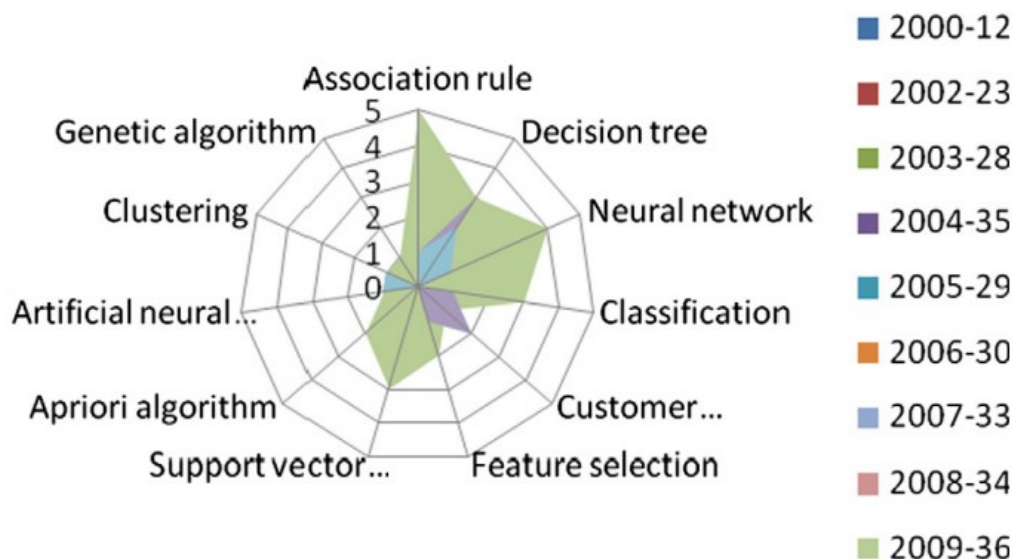 Association rule
Decision tree
Neural network
Classification
Customer ...
Feature selection
Support vector ...
Apriori algorithm
Artificial neural ...
Clustering
Genetic algorithm
5
4
3
2
1
0
2000-12
2002-23
2003-28
2004-35
2005-29
2006-30
2007-33
2008-34
2009-36